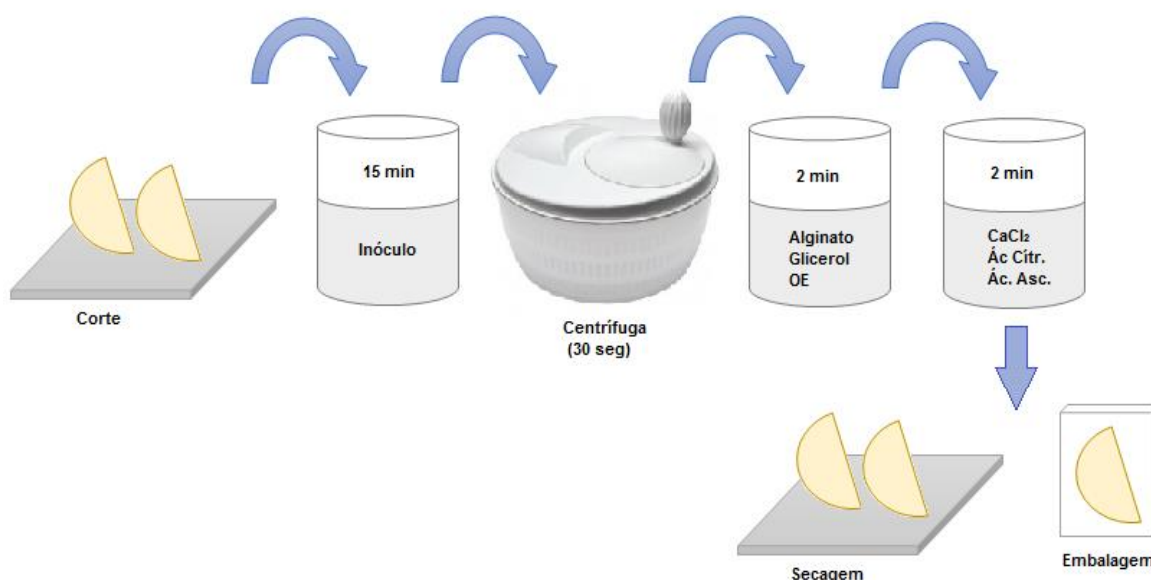 Corte
15 min
Inóculo
Centrífuga
(30 seg)
2 min
Alginato
Glicerol
OE
2 min
CaCl₂
Ác Citr.
Ác. Asc.
Secagem
Embalagem